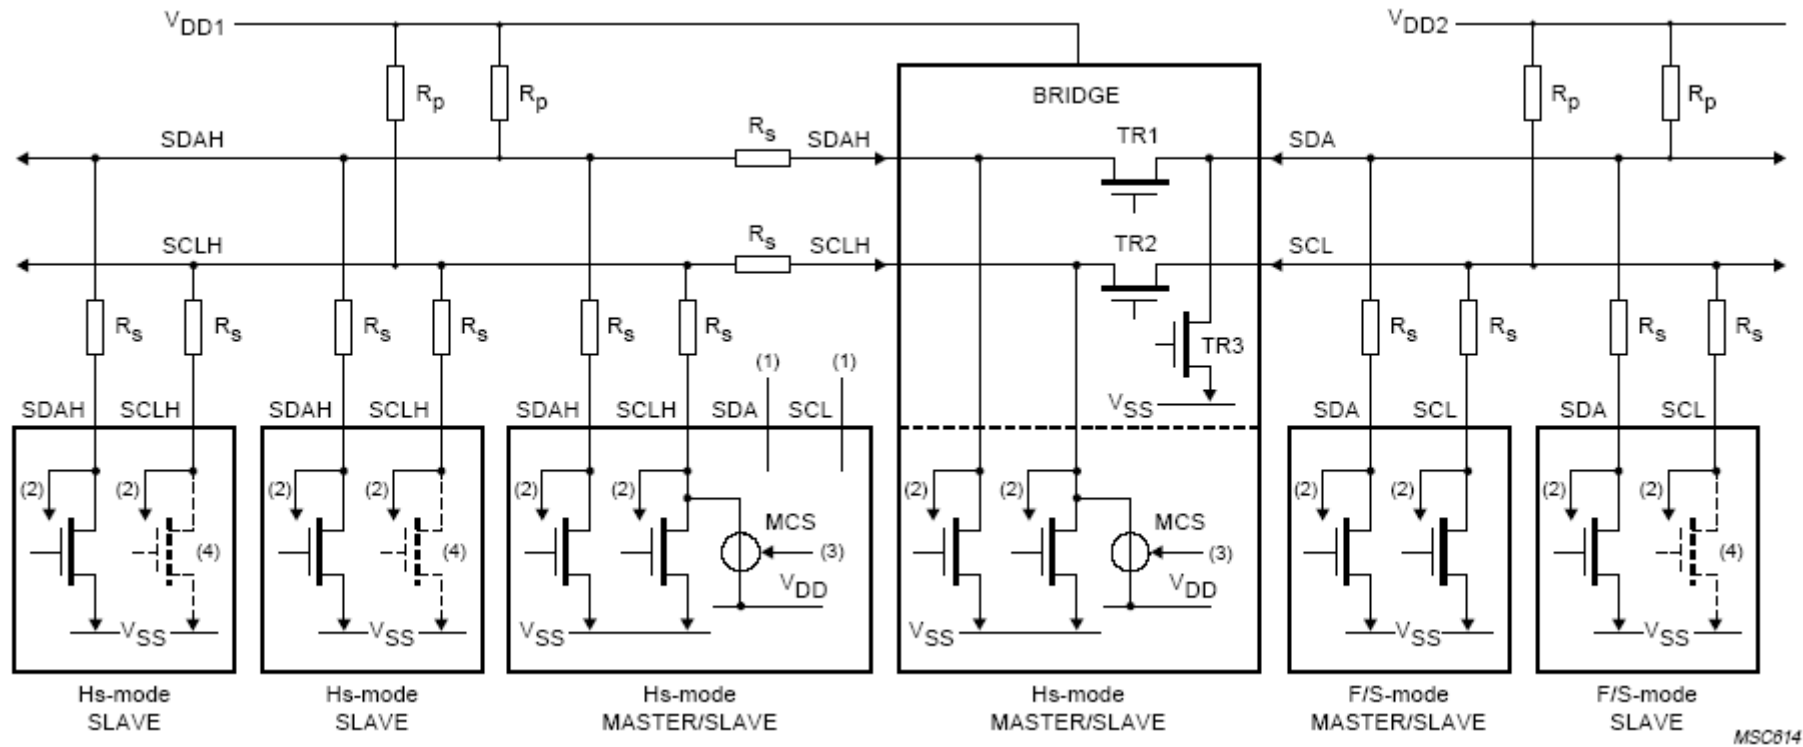 VDD1
VDD2
Rp Rp BRIDGE Rp Rp
SDAH Rs SDAH TR1 SDA
SCLH Rs SCLH TR2 SCL
Rs Rs Rs Rs Rs Rs TR3 Rs Rs Rs Rs
(1) (1)
VSS
SDAH SCLH SDAH SCLH SDAH SCLH SDA SCL SDA SCL SDA SCL
(2) (2) (2) (2) (2) (2) (2) (2) (2) (2) (2) (2)
MCS MCS
(4) (4) (3) (3) (4)
VDD VDD
VSS VSS VSS VSS VSS VSS
Hs-mode Hs-mode Hs-mode Hs-mode F/S-mode F/S-mode
SLAVE SLAVE MASTER/SLAVE MASTER/SLAVE MASTER/SLAVE SLAVE
MSC614